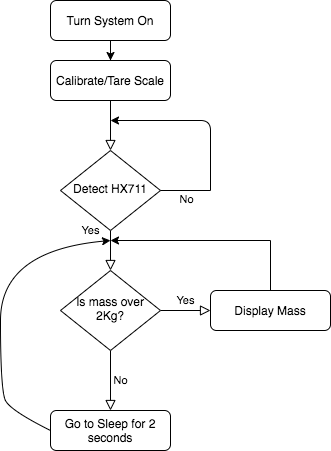 Turn System On
Calibrate/Tare Scale
Detect HX711
No
Yes
Is mass over
2Kg?
Yes
Display Mass
No
Go to Sleep for 2
seconds